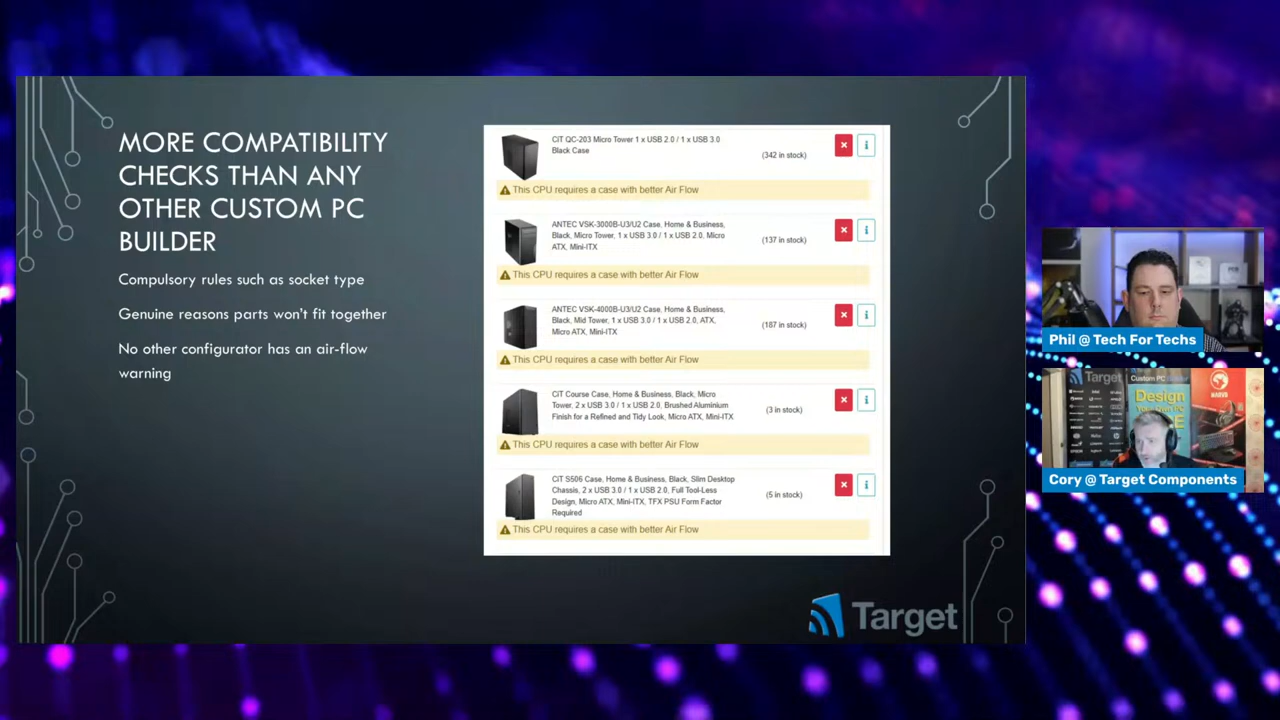 MORE COMPATIBILITY
CHECKS THAN ANY
OTHER CUSTOM PC
BUILDER
Compulsory rules such as socket type
Genuine reasons parts won't fit together
No other configurator has an air-flow
warning
CiT QC-203 Micro Tower 1 x USB 2.0 / 1 x USB 3.0
Black Case
(342 in stock)
This CPU requires a case with better Air Flow
ANTEC VSK-3000B-U3/U2 Case, Home & Business,
Black, Micro Tower, 1 x USB 3.0 / 1 x USB 2.0, Micro
ATX, Mini-ITX
(137 in stock)
This CPU requires a case with better Air Flow
ANTEC VSK-4000B-U3/U2 Case, Home & Business,
Black, Mid Tower, 1 x USB 3.0 / 1 x USB 2.0, ATX,
Micro ATX, Mini-ITX
(187 in stock)
This CPU requires a case with better Air Flow
CiT Course Case, Home & Business, Black, Micro
Tower, 2 x USB 3.0 / 1 x USB 2.0, Brushed Aluminium
Finish for a Refined and Tidy Look, Micro ATX, Mini-ITX
(3 in stock)
This CPU requires a case with better Air Flow
CiT S506 Case, Home & Business, Black, Slim Desktop
Chassis, 2 x USB 3.0 / 1 x USB 2.0, Full Tool-Less
Design, Micro ATX, Mini-ITX, TFX PSU Form Factor
Required
(5 in stock)
This CPU requires a case with better Air Flow
Target
Phil @ Tech For Techs
Target
Custom PC
Design
Cory @ Target Components